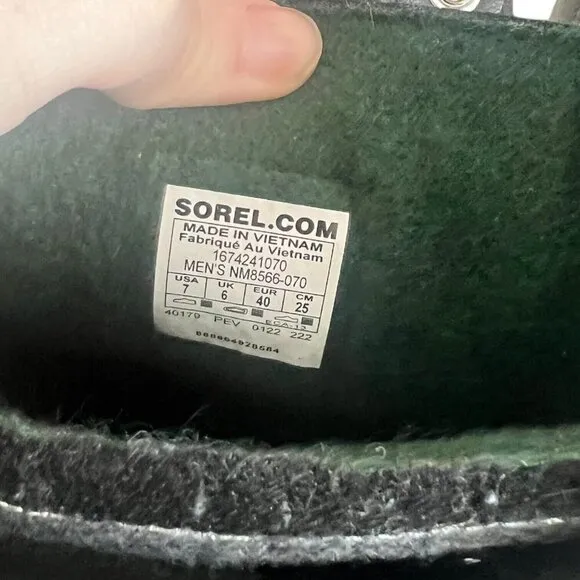 SOREL.COM
MADE IN VIETNAM
Fabriqué Au Vietnam
1674241070
MEN'S NM8566-070
USA UK EUR CM
7 6 40 25
40179 PEV 0122 222